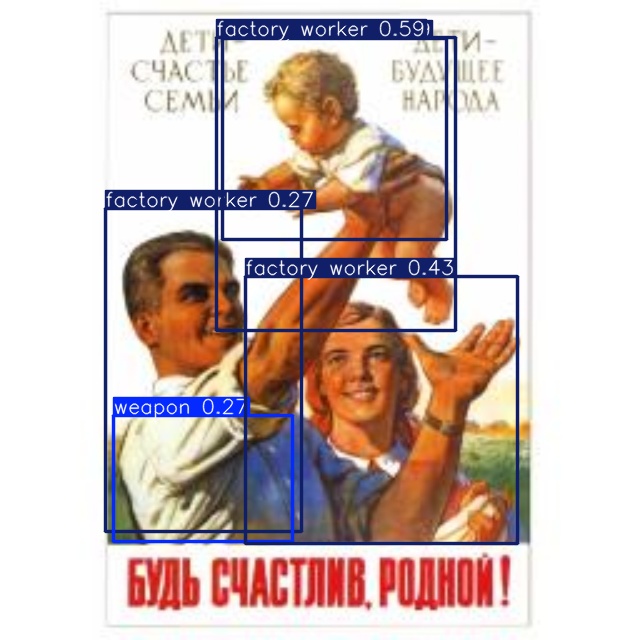 factory worker 0.59
ДЕТИ-
СЧАСТЬЕ
СЕМЬИ
ДЕТИ-
БУДУЩЕЕ
НАРОДА
factory worker 0.27
factory worker 0.43
weapon 0.27
БУДЬ СЧАСТЛИВ, РОДНОЙ!